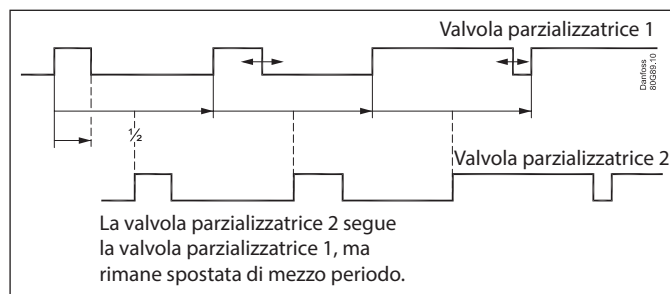 Valvola parzializzatrice 1
Danfoss
80G89.10
½
Valvola parzializzatrice 2
La valvola parzializzatrice 2 segue
la valvola parzializzatrice 1, ma
rimane spostata di mezzo periodo.